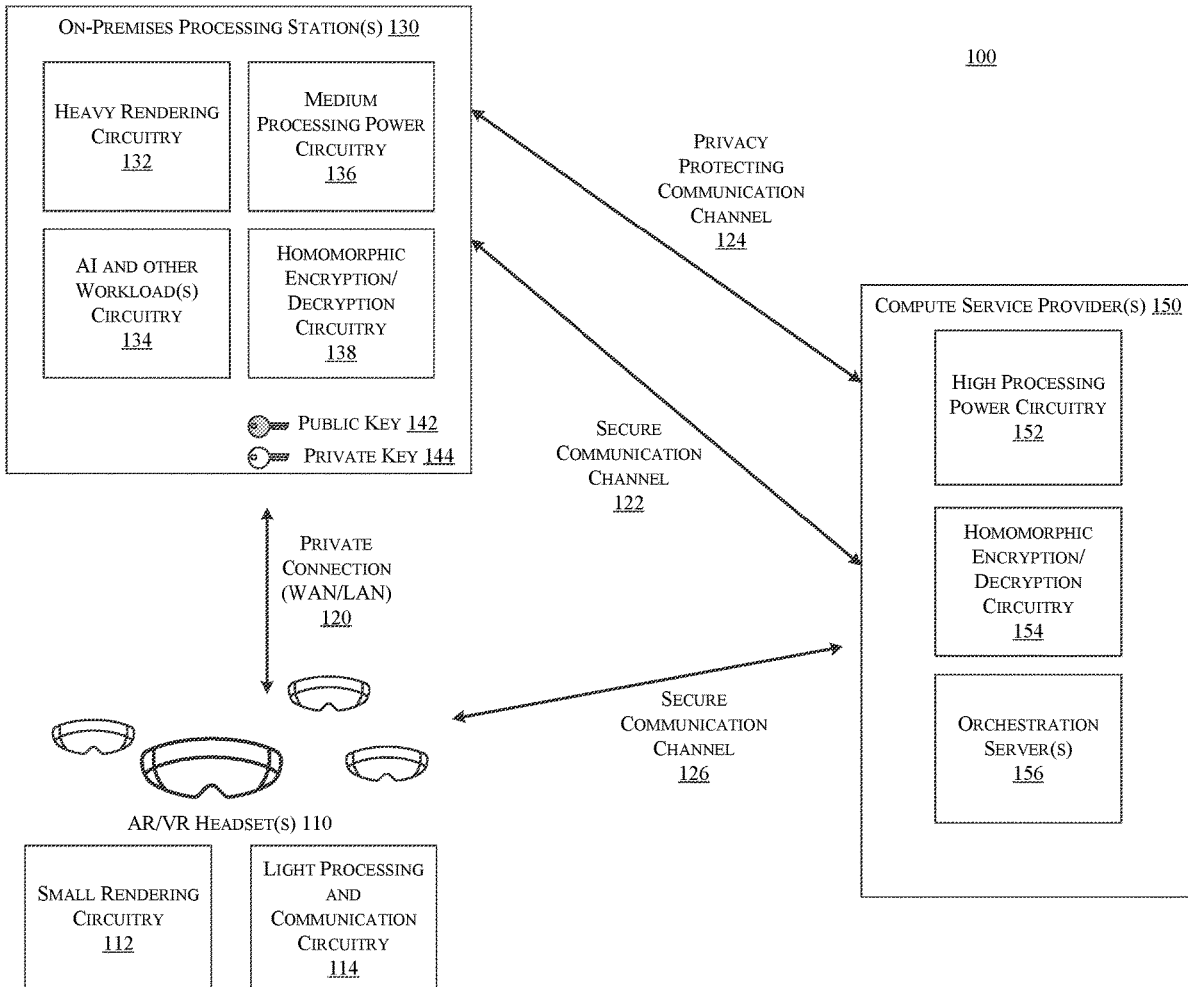 ON-PREMISES PROCESSING STATION(S) 130
HEAVY RENDERING
CIRCUITRY
132
MEDIUM
PROCESSING POWER
CIRCUITRY
136
AI AND OTHER
WORKLOAD(S)
CIRCUITRY
134
HOMOMORPHIC
ENCRYPTION/
DECRYPTION
CIRCUITRY
138
PUBLIC KEY 142
PRIVATE KEY 144
100
PRIVACY
PROTECTING
COMMUNICATION
CHANNEL
124
SECURE
COMMUNICATION
CHANNEL
122
COMPUTE SERVICE PROVIDER(S) 150
HIGH PROCESSING
POWER CIRCUITRY
152
HOMOMORPHIC
ENCRYPTION/
DECRYPTION
CIRCUITRY
154
ORCHESTRATION
SERVER(S)
156
PRIVATE
CONNECTION
(WAN/LAN)
120
SECURE
COMMUNICATION
CHANNEL
126
AR/VR HEADSET(S) 110
SMALL RENDERING
CIRCUITRY
112
LIGHT PROCESSING
AND
COMMUNICATION
CIRCUITRY
114